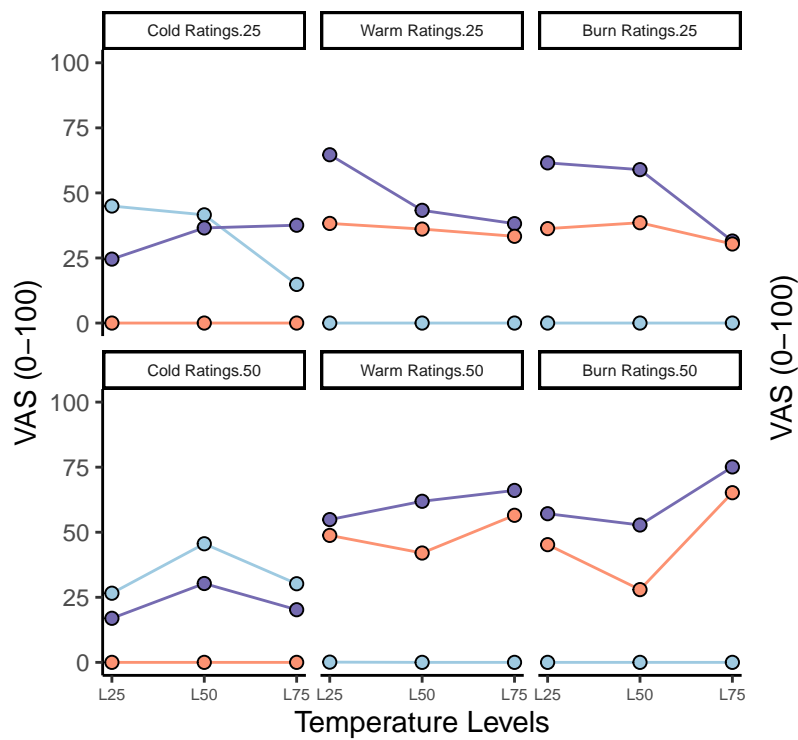 Cold Ratings.25 Warm Ratings.25 Burn Ratings.25
100
75
50
25
0
Cold Ratings.50 Warm Ratings.50 Burn Ratings.50
100
75
50
25
0
VAS (0−100)
VAS (0−100)
L25 L50 L75 L25 L50 L75 L25 L50 L75
Temperature Levels